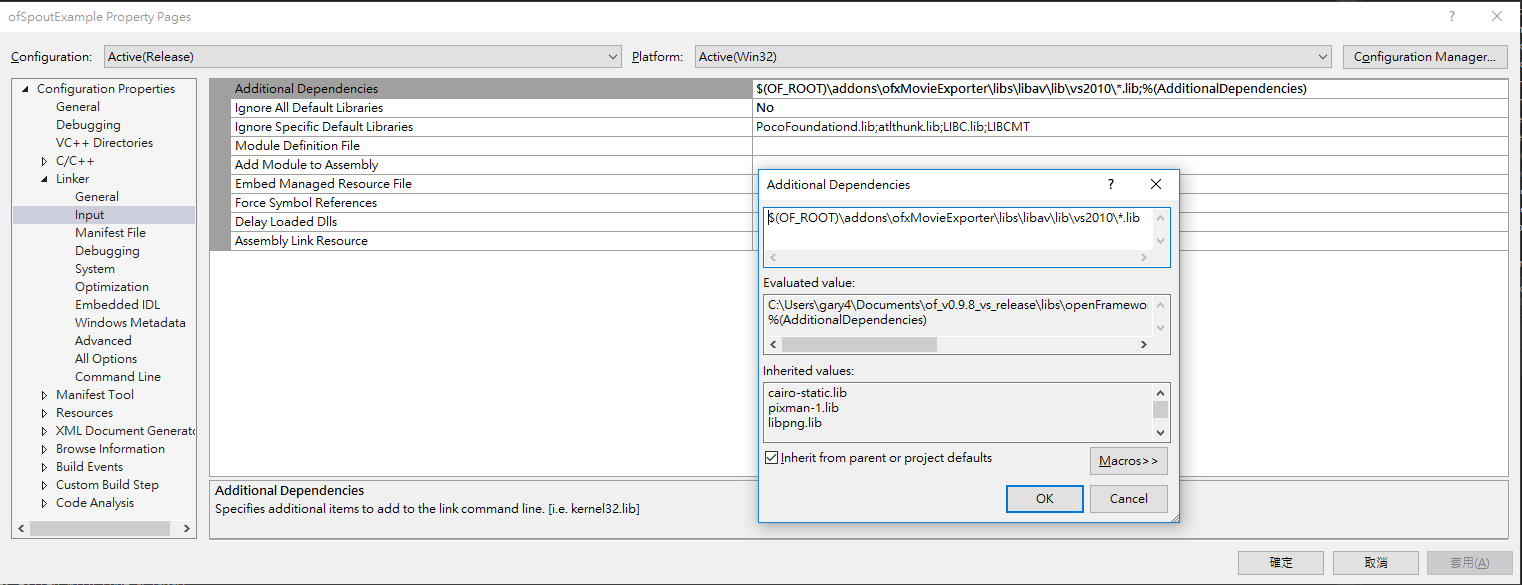 ofSpoutExample Property Pages
Configuration: Active(Release) Platform: Active(Win32) Configuration Manager...
Configuration Properties
General
Debugging
VC++ Directories
C/C++
Linker
General
Input
Manifest File
Debugging
System
Optimization
Embedded IDL
Windows Metadata
Advanced
All Options
Command Line
Manifest Tool
Resources
XML Document Generato
Browse Information
Build Events
Custom Build Step
Code Analysis
Additional Dependencies $(OF_ROOT)\addons\ofxMovieExporter\libs\libav\lib\vs2010\*.lib;%(AdditionalDependencies)
Ignore All Default Libraries No
Ignore Specific Default Libraries PocoFoundationd.lib;atlthunk.lib;LIBC.lib;LIBCMT
Module Definition File
Add Module to Assembly
Embed Managed Resource File
Force Symbol References
Delay Loaded Dlls
Assembly Link Resource
Additional Dependencies
$(OF_ROOT)\addons\ofxMovieExporter\libs\libav\lib\vs2010\*.lib
Evaluated value:
C:\Users\gary4\Documents\of_v0.9.8_vs_release\libs\openFramewo
%(AdditionalDependencies)
Inherited values:
cairo-static.lib
pixman-1.lib
libpng.lib
Inherit from parent or project defaults
Macros>>
OK Cancel
Additional Dependencies
Specifies additional items to add to the link command line. [i.e. kernel32.lib]
確定 取消 套用(A)